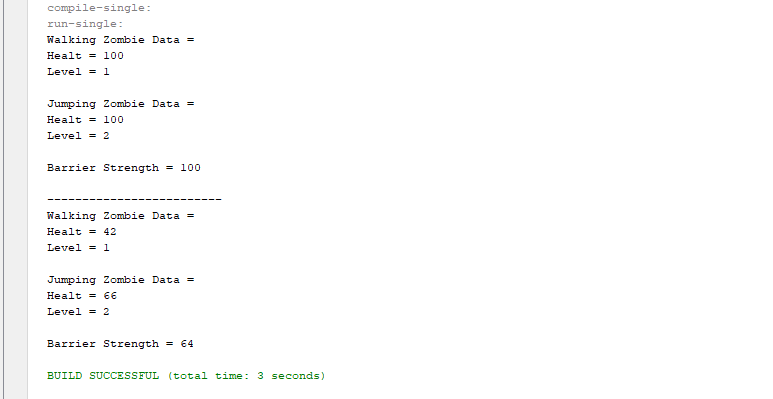 compile-single:
run-single:
Walking Zombie Data =
Healt = 100
Level = 1
Jumping Zombie Data =
Healt = 100
Level = 2
Barrier Strength = 100
-------------------------
Walking Zombie Data =
Healt = 42
Level = 1
Jumping Zombie Data =
Healt = 66
Level = 2
Barrier Strength = 64
BUILD SUCCESSFUL (total time: 3 seconds)